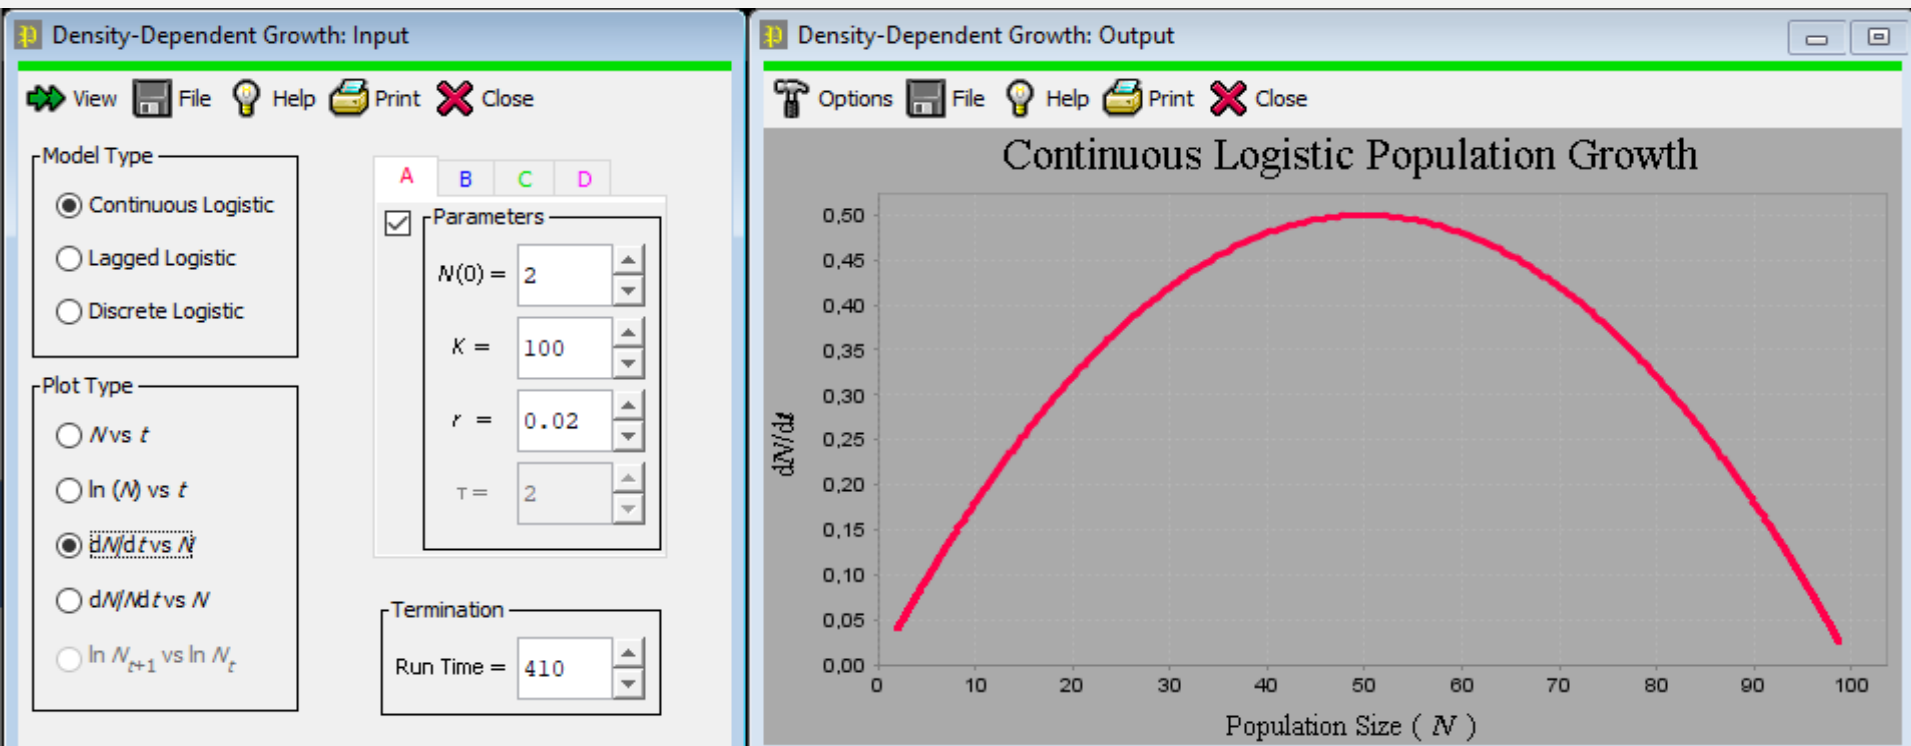 Density-Dependent Growth: Input
View File Help Print Close
Model Type
Continuous Logistic
Lagged Logistic
Discrete Logistic
Plot Type
N vs t
ln (N) vs t
dN/dt vs N
dN/Ndt vs N
ln Nt+1 vs ln Nt
A B C D
Parameters
N(0) = 2
K = 100
r = 0.02
τ = 2
Termination
Run Time = 410
Density-Dependent Growth: Output
Options File Help Print Close
Continuous Logistic Population Growth
dN/dt
0,50
0,45
0,40
0,35
0,30
0,25
0,20
0,15
0,10
0,05
0,00
0 10 20 30 40 50 60 70 80 90 100
Population Size ( N )